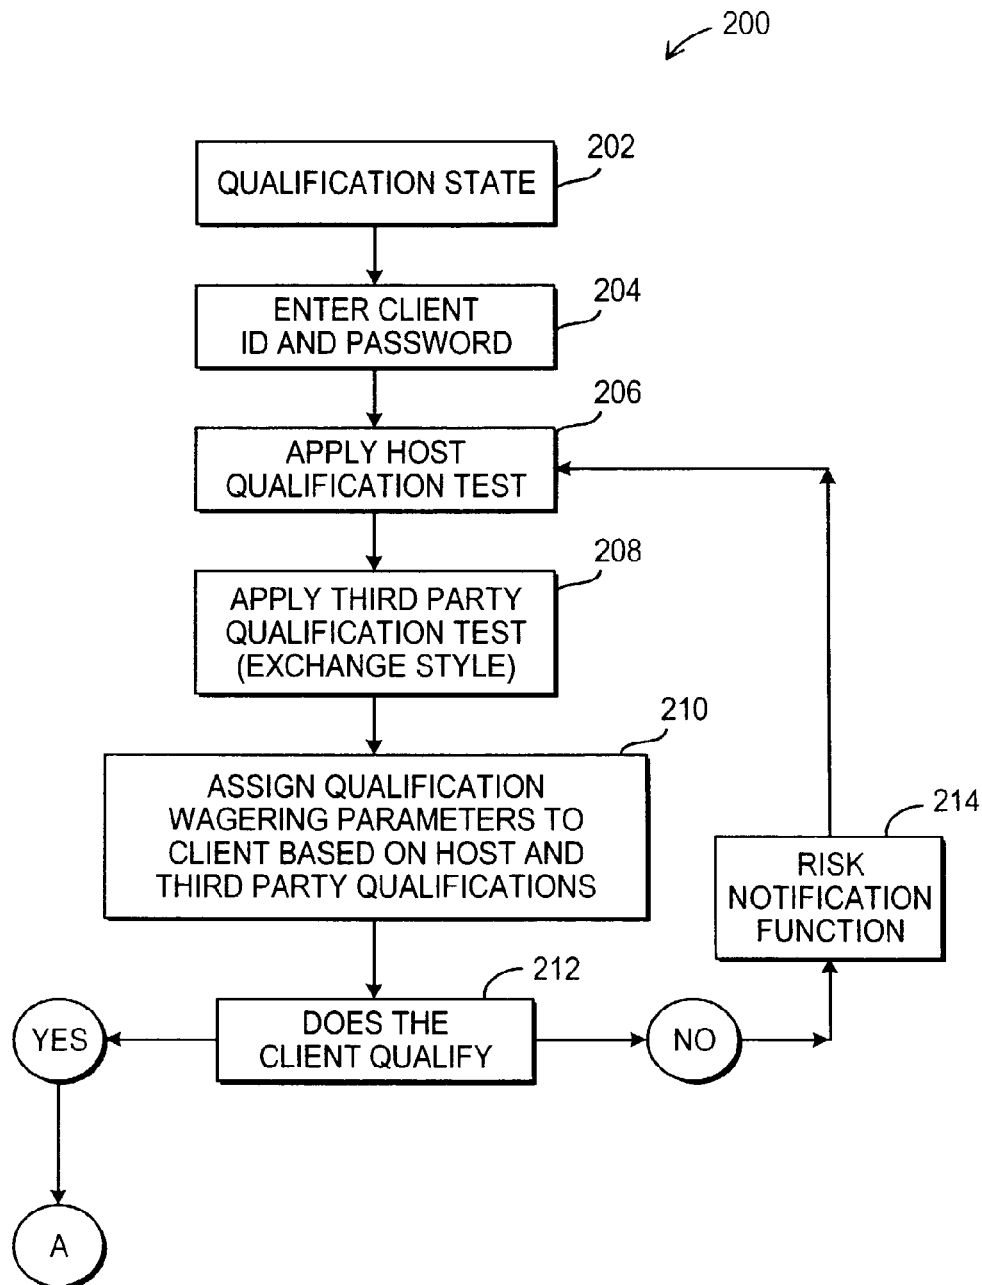 200
202
QUALIFICATION STATE
204
ENTER CLIENT
ID AND PASSWORD
206
APPLY HOST
QUALIFICATION TEST
208
APPLY THIRD PARTY
QUALIFICATION TEST
(EXCHANGE STYLE)
210
ASSIGN QUALIFICATION
WAGERING PARAMETERS TO
CLIENT BASED ON HOST AND
THIRD PARTY QUALIFICATIONS
214
RISK
NOTIFICATION
FUNCTION
212
DOES THE
CLIENT QUALIFY
YES
NO
A